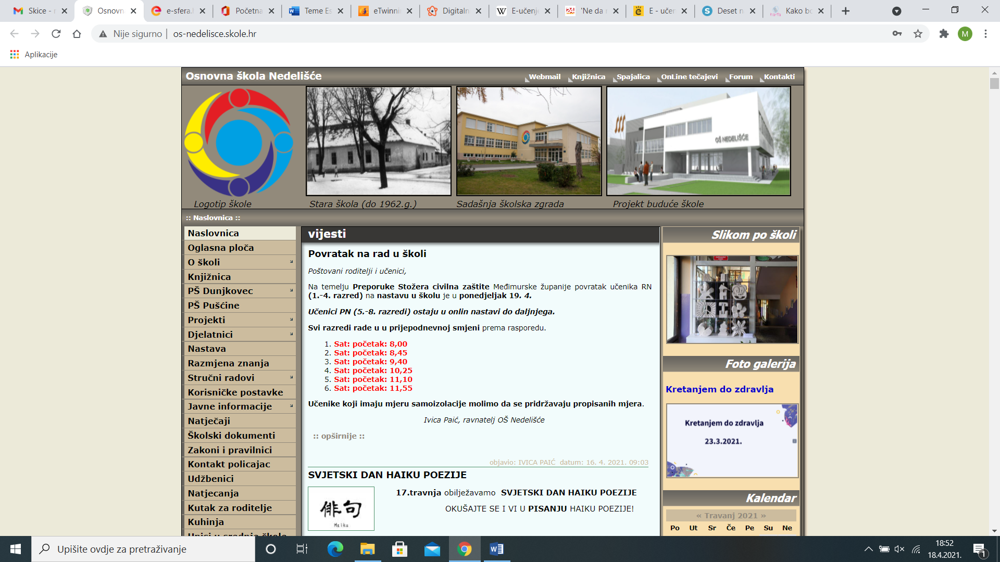 Skice - 
Osnovn
e-sfera.
Početna
Teme Es
eTwinnin
Digitaln
E-učenje
'Ne da
E - učen
Deset n
Kako bo
Nije sigurno
os-nedelisce.skole.hr
M
Aplikacije
Osnovna škola Nedelišće
Webmail
Knjižnica
Spajalica
OnLine tečajevi
Forum
Kontakti
OŠ NEDELIŠĆE
Logotip škole
Stara škola (do 1962.g.)
Sadašnja školska zgrada
Projekt buduće škole
:: Naslovnica ::
Naslovnica
Oglasna ploča
O školi
Knjižnica
PŠ Dunjkovec
PŠ Pušćine
Projekti
Djelatnici
Nastava
Razmjena znanja
Stručni radovi
Korisničke postavke
Javne informacije
Natječaji
Školski dokumenti
Zakoni i pravilnici
Kontakt policajac
Udžbenici
Natjecanja
Kutak za roditelje
Kuhinja
Upisi u srednje škole
vijesti
Povratak na rad u školi
Poštovani roditelji i učenici,
Na temelju Preporuke Stožera civilna zaštite Međimurske županije povratak učenika RN
(1.-4. razred) na nastavu u školu je u ponedjeljak 19. 4.
Učenici PN (5.-8. razredi) ostaju u onlin nastavi do daljnjega.
Svi razredi rade u u prijepodnevnoj smjeni prema rasporedu.
1. Sat: početak: 8,00
2. Sat: početak: 8,45
3. Sat: početak: 9,40
4. Sat: početak: 10,25
5. Sat: početak: 11,10
6. Sat: početak: 11,55
Učenike koji imaju mjeru samoizolacije molimo da se pridržavaju propisanih mjera.
Ivica Paić, ravnatelj OŠ Nedelišće
:: opširnije ::
objavio: IVICA PAIĆ datum: 16. 4. 2021. 09:03
SVJETSKI DAN HAIKU POEZIJE
俳句
Haiku
17.travnja obilježavamo SVJETSKI DAN HAIKU POEZIJE
OKUŠAJTE SE I VI U PISANJU HAIKU POEZIJE!
Slikom po školi
Foto galerija
Kretanjem do zdravlja
Kretanjem do zdravlja
23.3.2021.
Kalendar
« Travanj 2021 »
Po Ut Sr Če Pe Su Ne
Upišite ovdje za pretraživanje
18:52
18.4.2021.
1